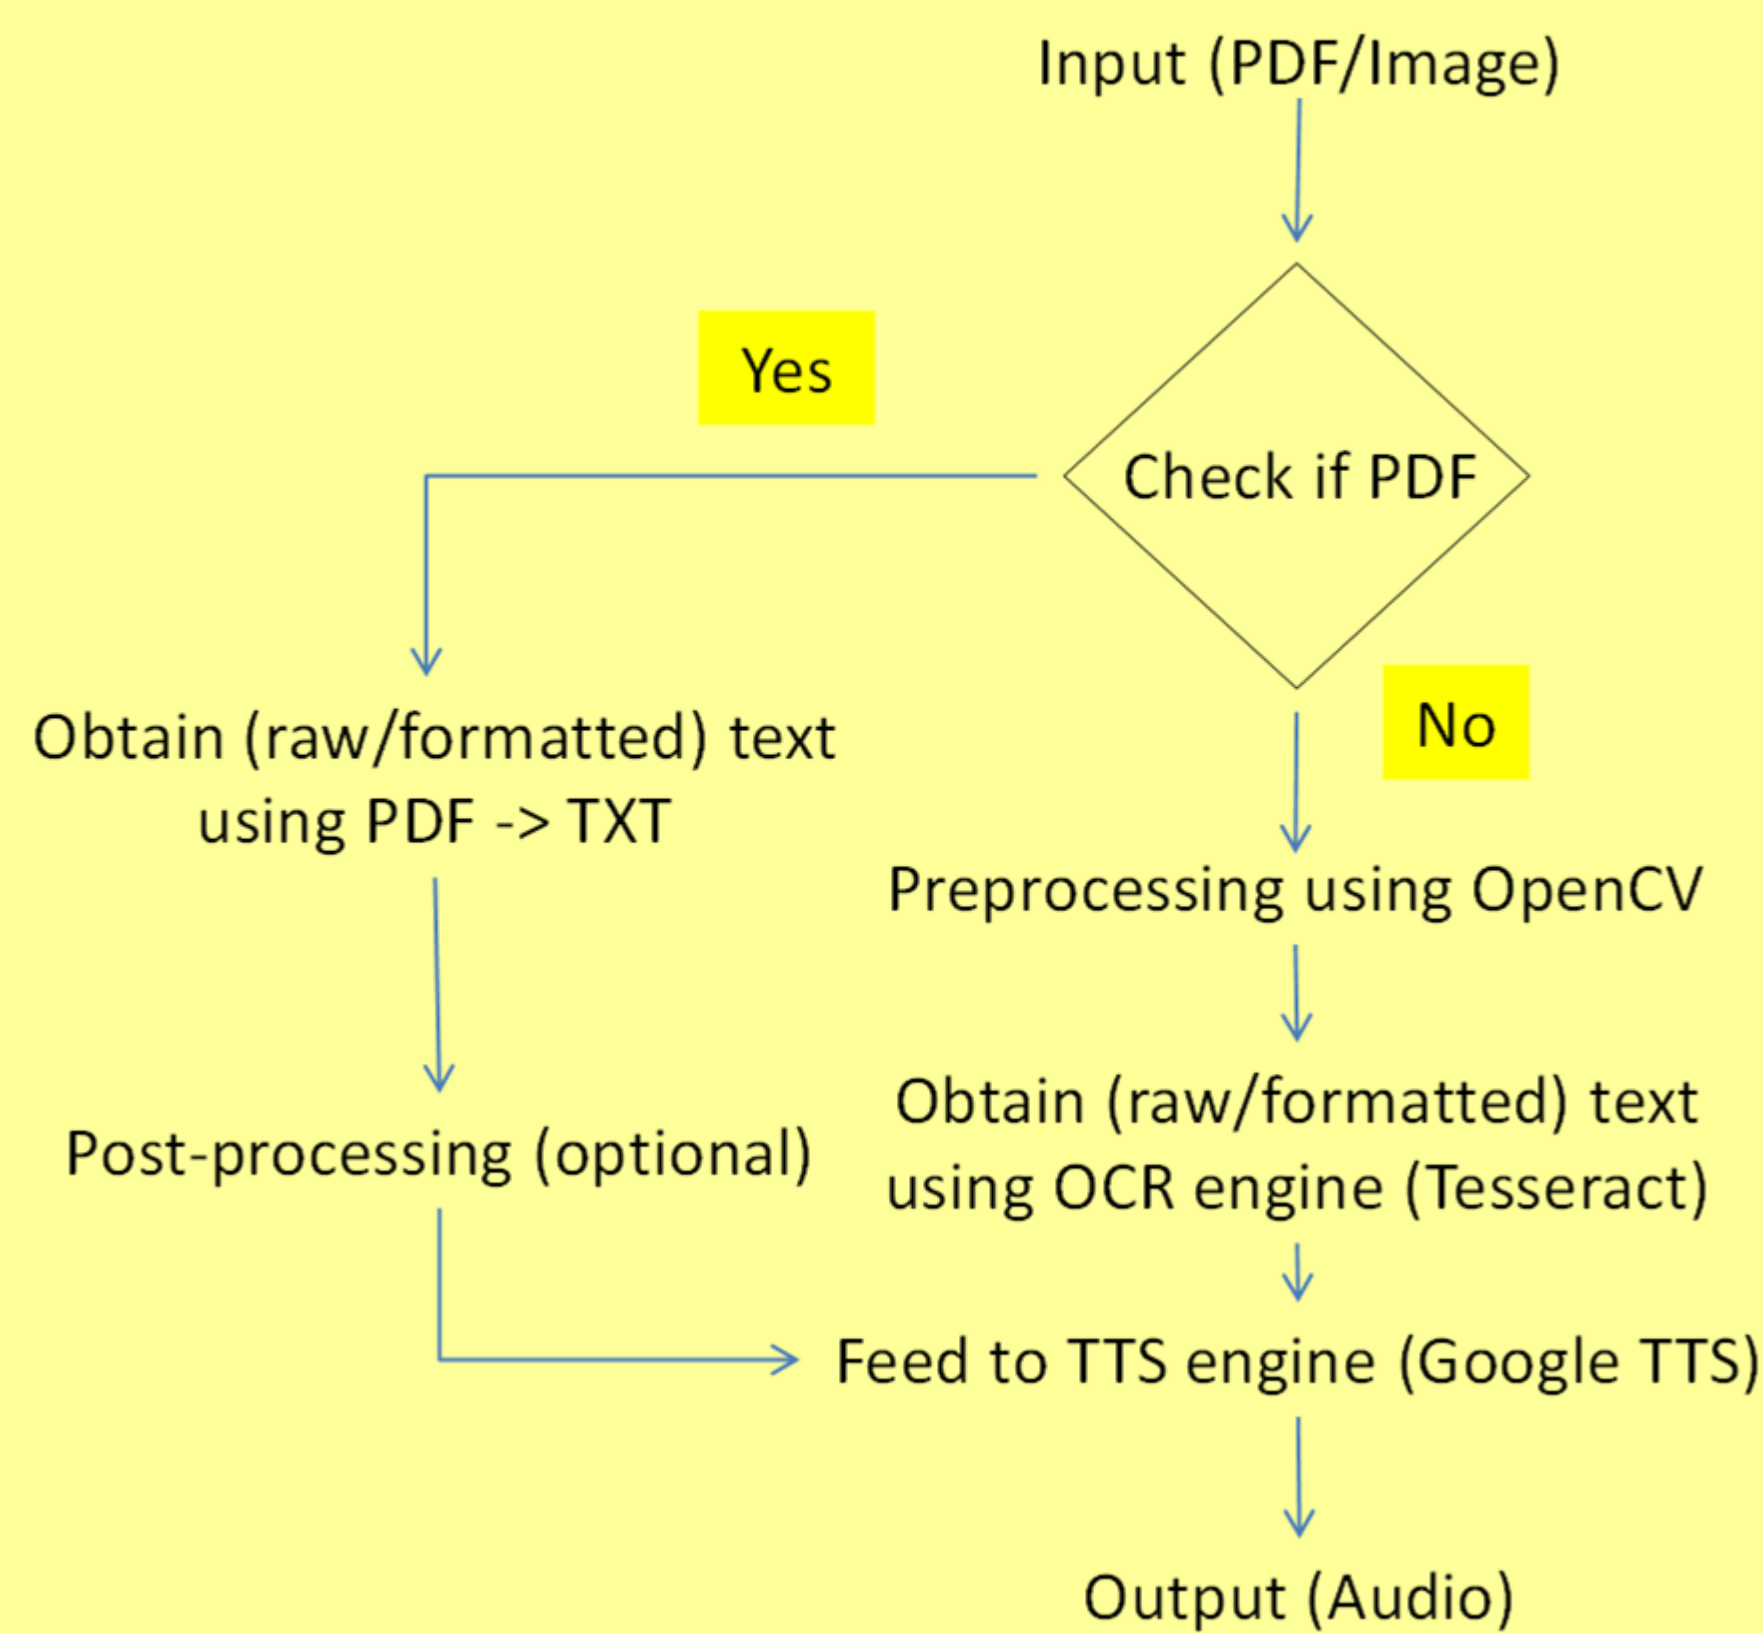 Input (PDF/Image)
Yes
Check if PDF
No
Obtain (raw/formatted) text
using PDF -> TXT
Preprocessing using OpenCV
Post-processing (optional)
Obtain (raw/formatted) text
using OCR engine (Tesseract)
Feed to TTS engine (Google TTS)
Output (Audio)